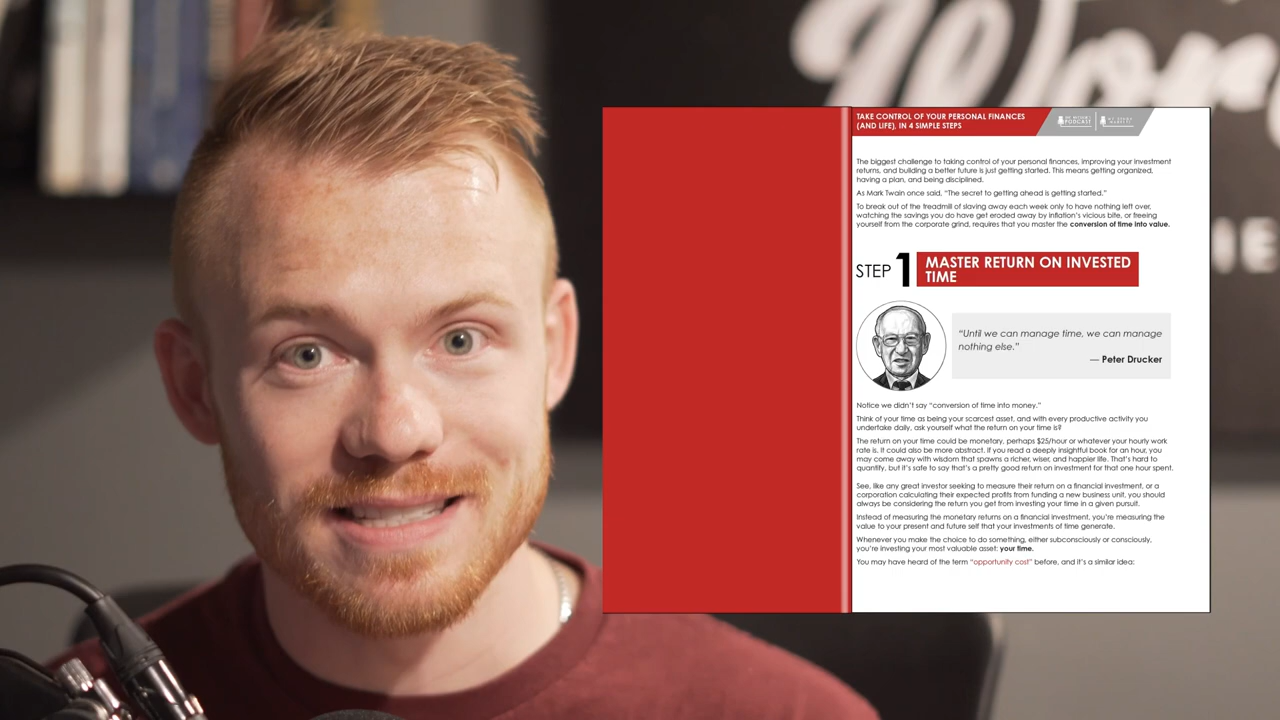 Wor
IE
TAKE CONTROL OF YOUR PERSONAL FINANCES
(AND LIFE), IN 4 SIMPLE STEPS
PODCAST
The biggest challenge to taking control of your personal finances, improving your investment
returns, and building a better future is just getting started. This means getting organized,
having a plan, and being disciplined.
As Mark Twain once said, “The secret to getting ahead is getting started.”
To break out of the treadmill of slaving away each week only to have nothing left over,
watching the savings you do have get eroded away by inflation’s vicious bite, or freeing
yourself from the corporate grind, requires that you master the conversion of time into value.
STEP 1 MASTER RETURN ON INVESTED
TIME
“Until we can manage time, we can manage
nothing else.”
— Peter Drucker
Notice we didn’t say “conversion of time into money.”
Think of your time as being your scarcest asset, and with every productive activity you
undertake daily, ask yourself what the return on your time is?
The return on your time could be monetary, perhaps $25/hour or whatever your hourly work
rate is. It could also be more abstract. If you read a deeply insightful book for an hour, you
may come away with wisdom that spawns a richer, wiser, and happier life. That’s hard to
quantify, but it’s safe to say that’s a pretty good return on investment for that one hour spent.
See, like any great investor seeking to measure their return on a financial investment, or a
corporation calculating their expected profits from funding a new business unit, you should
always be considering the return you get from investing your time in a given pursuit.
Instead of measuring the monetary returns on a financial investment, you’re measuring the
value to your present and future self that your investments of time generate.
Whenever you make the choice to do something, either subconsciously or consciously,
you’re investing your most valuable asset: your time.
You may have heard of the term “opportunity cost” before, and it’s a similar idea: